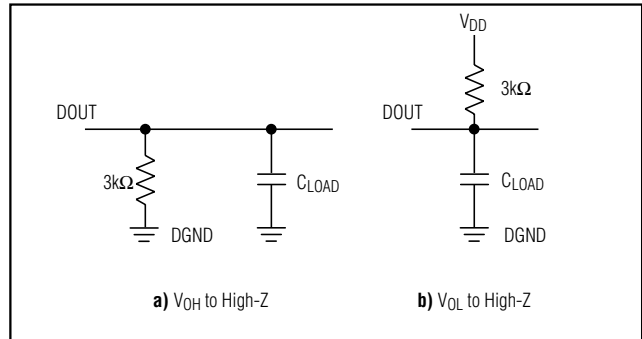 VDD
3kΩ
DOUT
3kΩ
CLOAD
DGND
a) VOH to High-Z
DOUT
CLOAD
DGND
b) VOL to High-Z